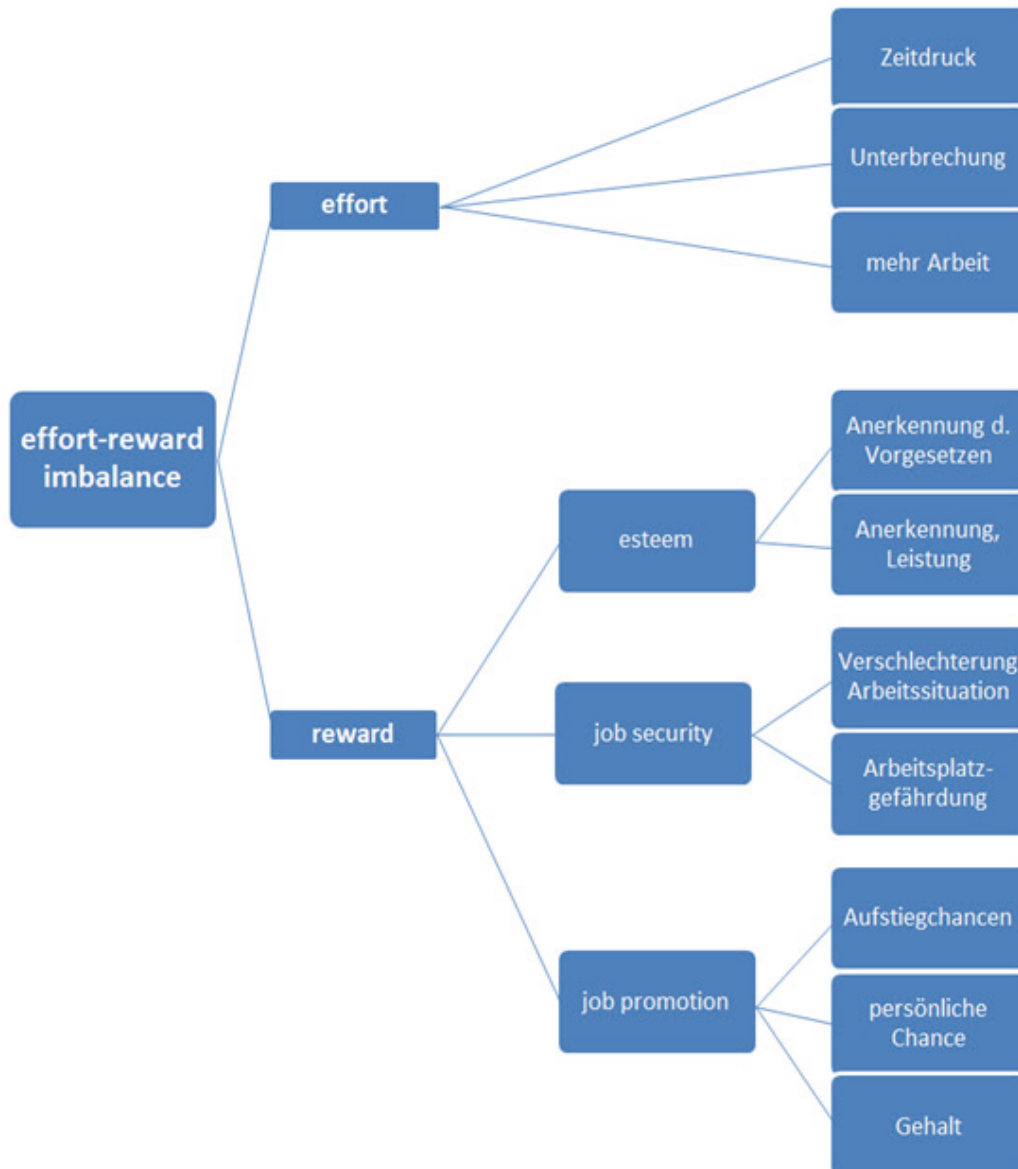 Zeitdruck
Unterbrechung
effort
mehr Arbeit
effort-reward
imbalance
Anerkennung d.
Vorgesetzen
esteem
Anerkennung,
Leistung
Verschlechterung
Arbeitssituation
reward
job security
Arbeitsplatz-
gefährdung
Aufstiegchancen
job promotion
persönliche
Chance
Gehalt